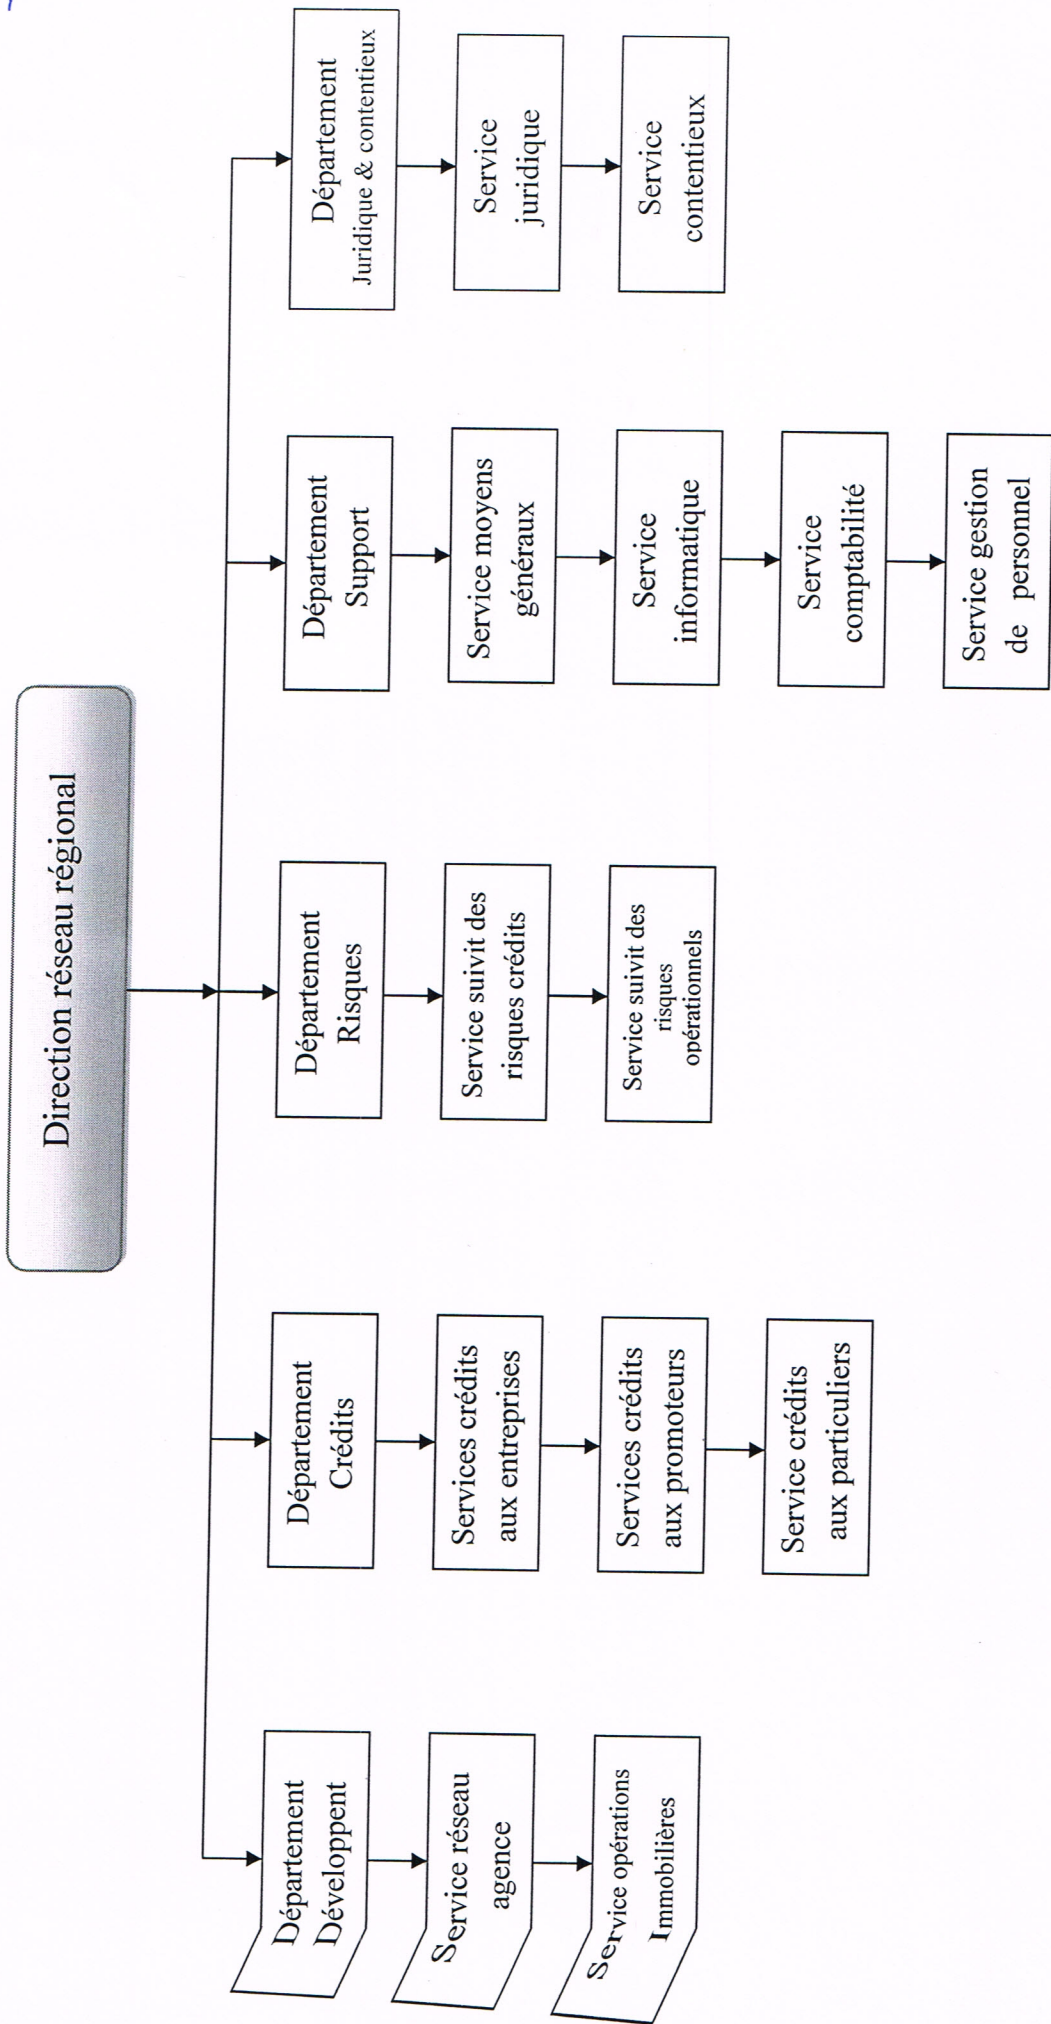 Direction réseau régional
Département
Développent
Service réseau
agence
Service opérations
Immobilières
Département
Crédits
Services crédits
aux entreprises
Services crédits
aux promoteurs
Service crédits
aux particuliers
Département
Risques
Service suivit des
risques crédits
Service suivit des
risques
opérationnels
Département
Support
Service moyens
généraux
Service
informatique
Service
comptabilité
Service gestion
de personnel
Département
Juridique & contentieux
Service
juridique
Service
contentieux